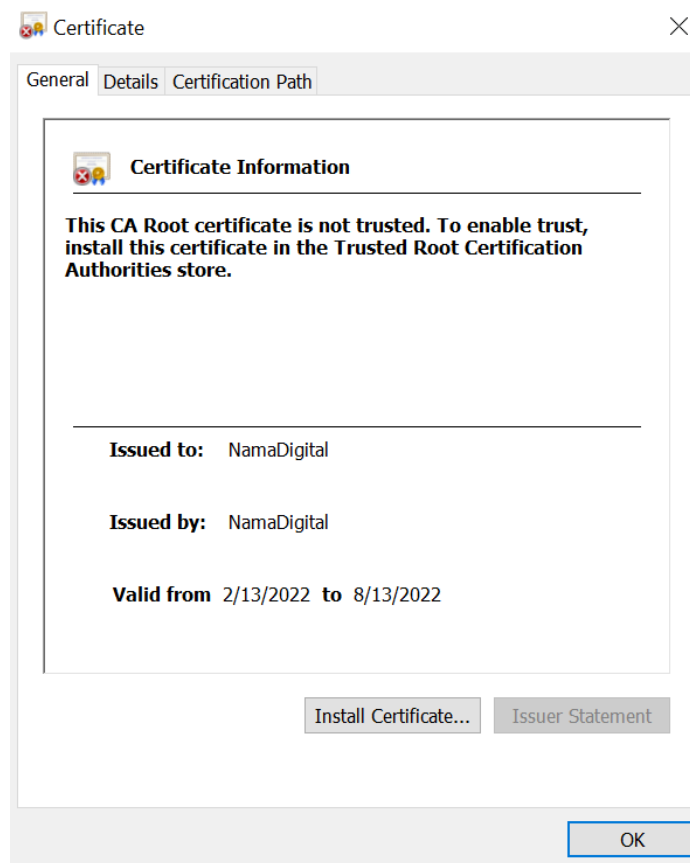 Certificate
General Details Certification Path
Certificate Information
This CA Root certificate is not trusted. To enable trust,
install this certificate in the Trusted Root Certification
Authorities store.
Issued to: NamaDigital
Issued by: NamaDigital
Valid from 2/13/2022 to 8/13/2022
Install Certificate... Issuer Statement
OK